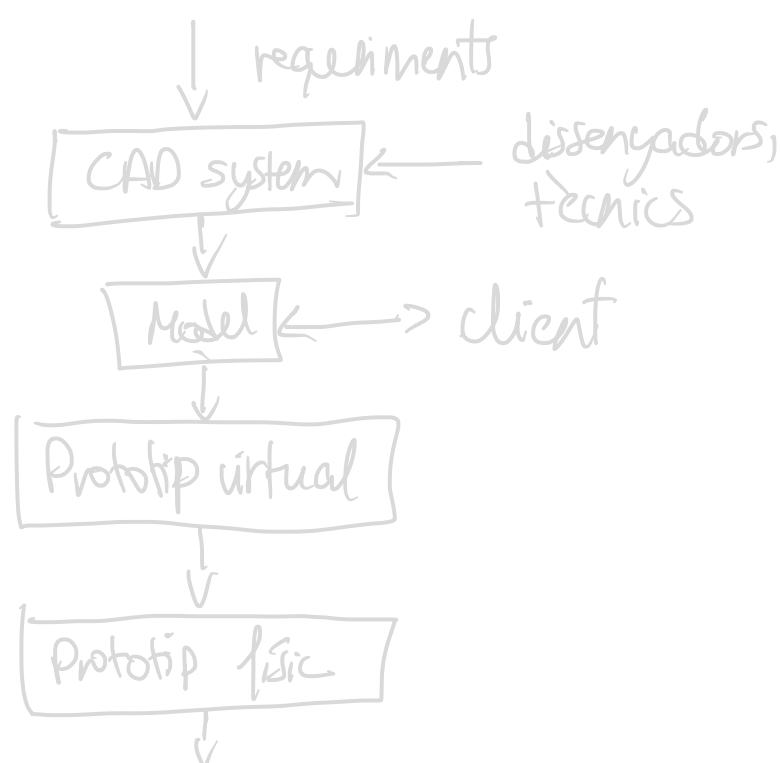 requeriments
CAD system
dissenyadors,
tècnics
Model
client
Prototip virtual
Prototip físic